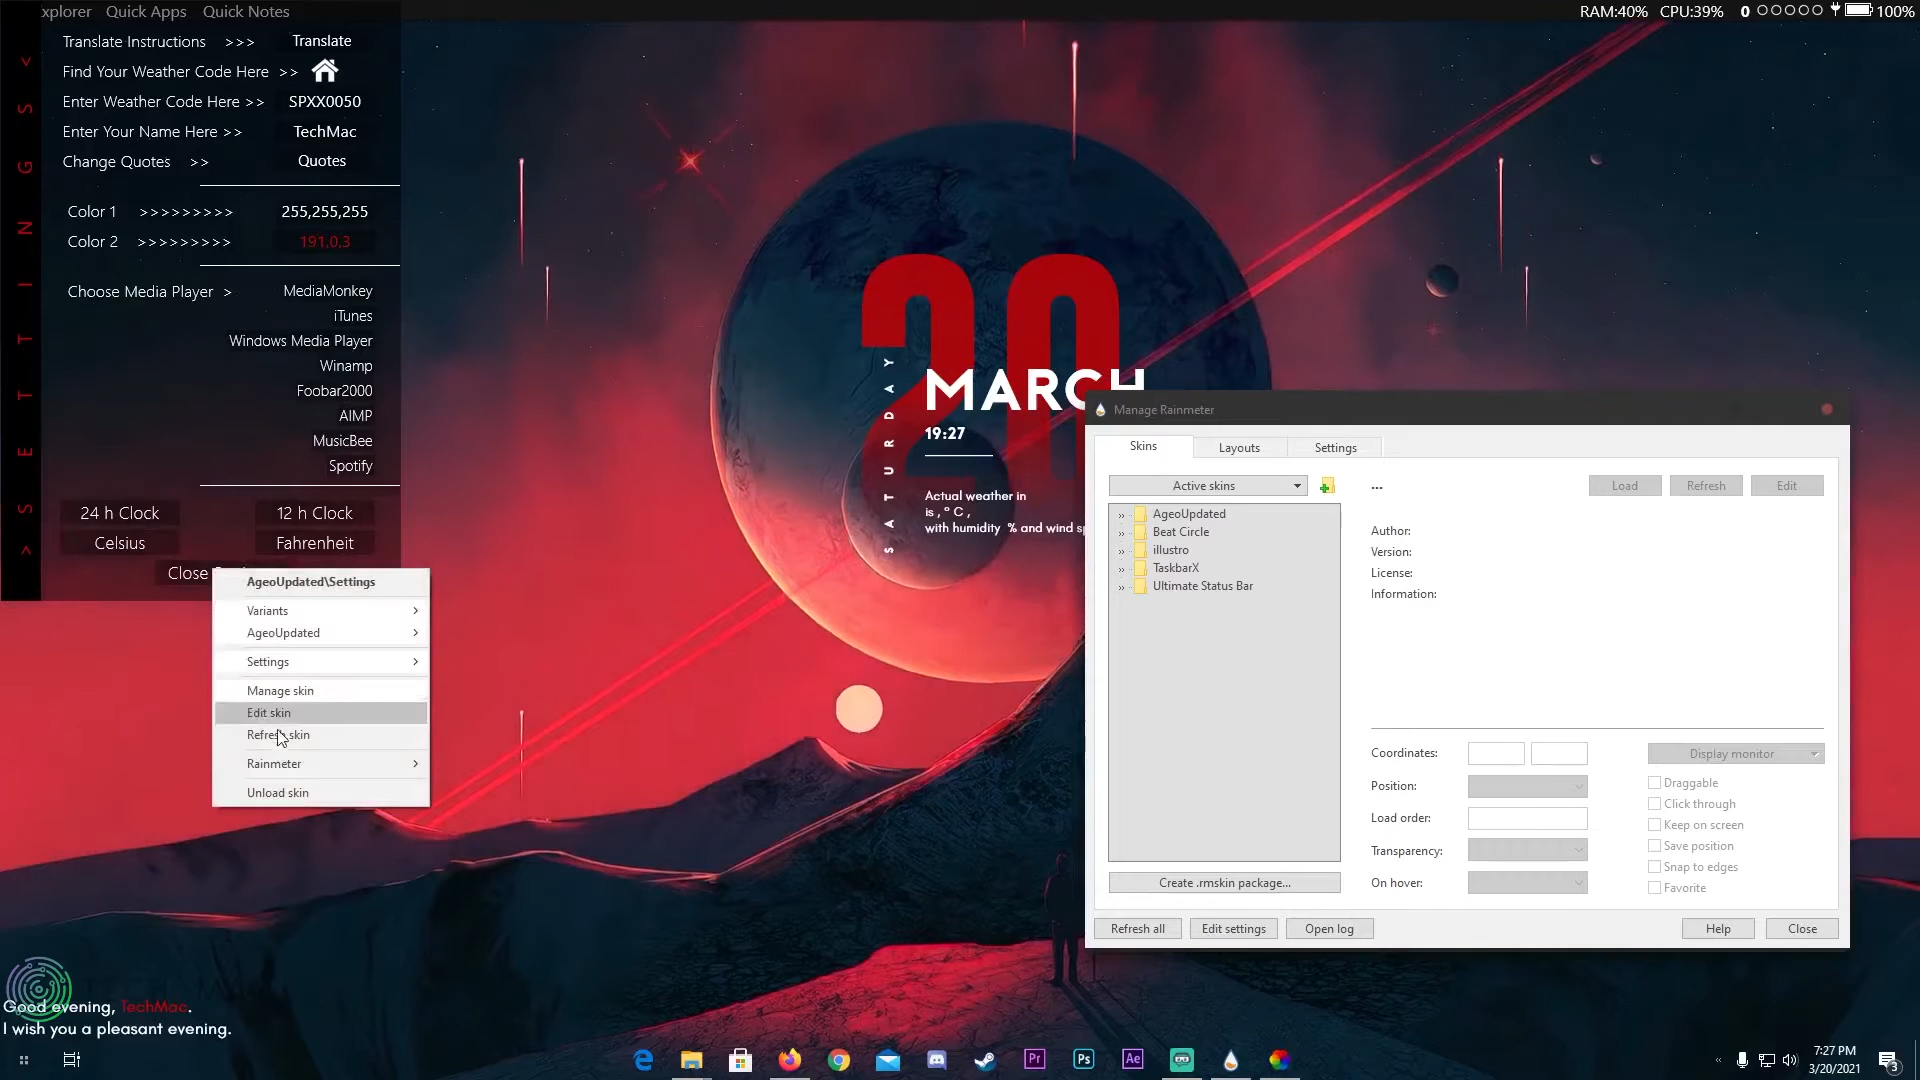 xplorer Quick Apps Quick Notes
RAM:40% CPU:39% 0 100%
Translate Instructions >>> Translate
Find Your Weather Code Here >>
Enter Weather Code Here >> SPXX0050
Enter Your Name Here >> TechMac
Change Quotes >> Quotes
Color 1 >>>>>>>>> 255,255,255
Color 2 >>>>>>>>> 191,0,3
Choose Media Player > MediaMonkey
iTunes
Windows Media Player
Winamp
Foobar2000
AIMP
MusicBee
Spotify
24 h Clock 12 h Clock
Celsius Fahrenheit
Close
< SETTINGS >
AgeoUpdated\Settings
Variants
AgeoUpdated
Settings
Manage skin
Edit skin
Refresh skin
Rainmeter
Unload skin
20
SATURDAY
MARCH
19:27
Actual weather in
is , ° C ,
with humidity % and wind sp
Manage Rainmeter
Skins Layouts Settings
Active skins
AgeoUpdated
Beat Circle
illustro
TaskbarX
Ultimate Status Bar
Create .rmskin package...
... Load Refresh Edit
Author:
Version:
License:
Information:
Coordinates: Display monitor
Position:
Load order:
Transparency:
On hover:
Draggable
Click through
Keep on screen
Save position
Snap to edges
Favorite
Refresh all Edit settings Open log Help Close
Good evening, TechMac.
I wish you a pleasant evening.
Pr Ps Ae
7:27 PM
3/20/2021
3